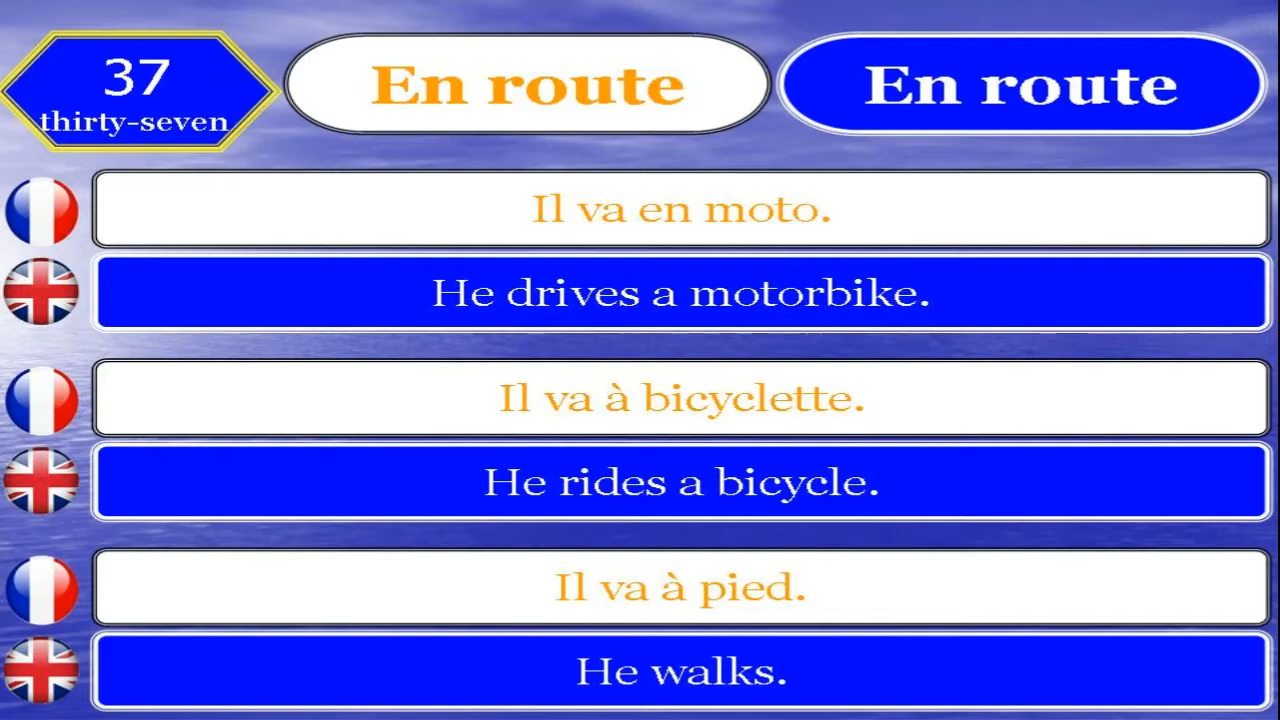 37
thirty-seven
En route
En route
Il va en moto.
He drives a motorbike.
Il va à bicyclette.
He rides a bicycle.
Il va à pied.
He walks.